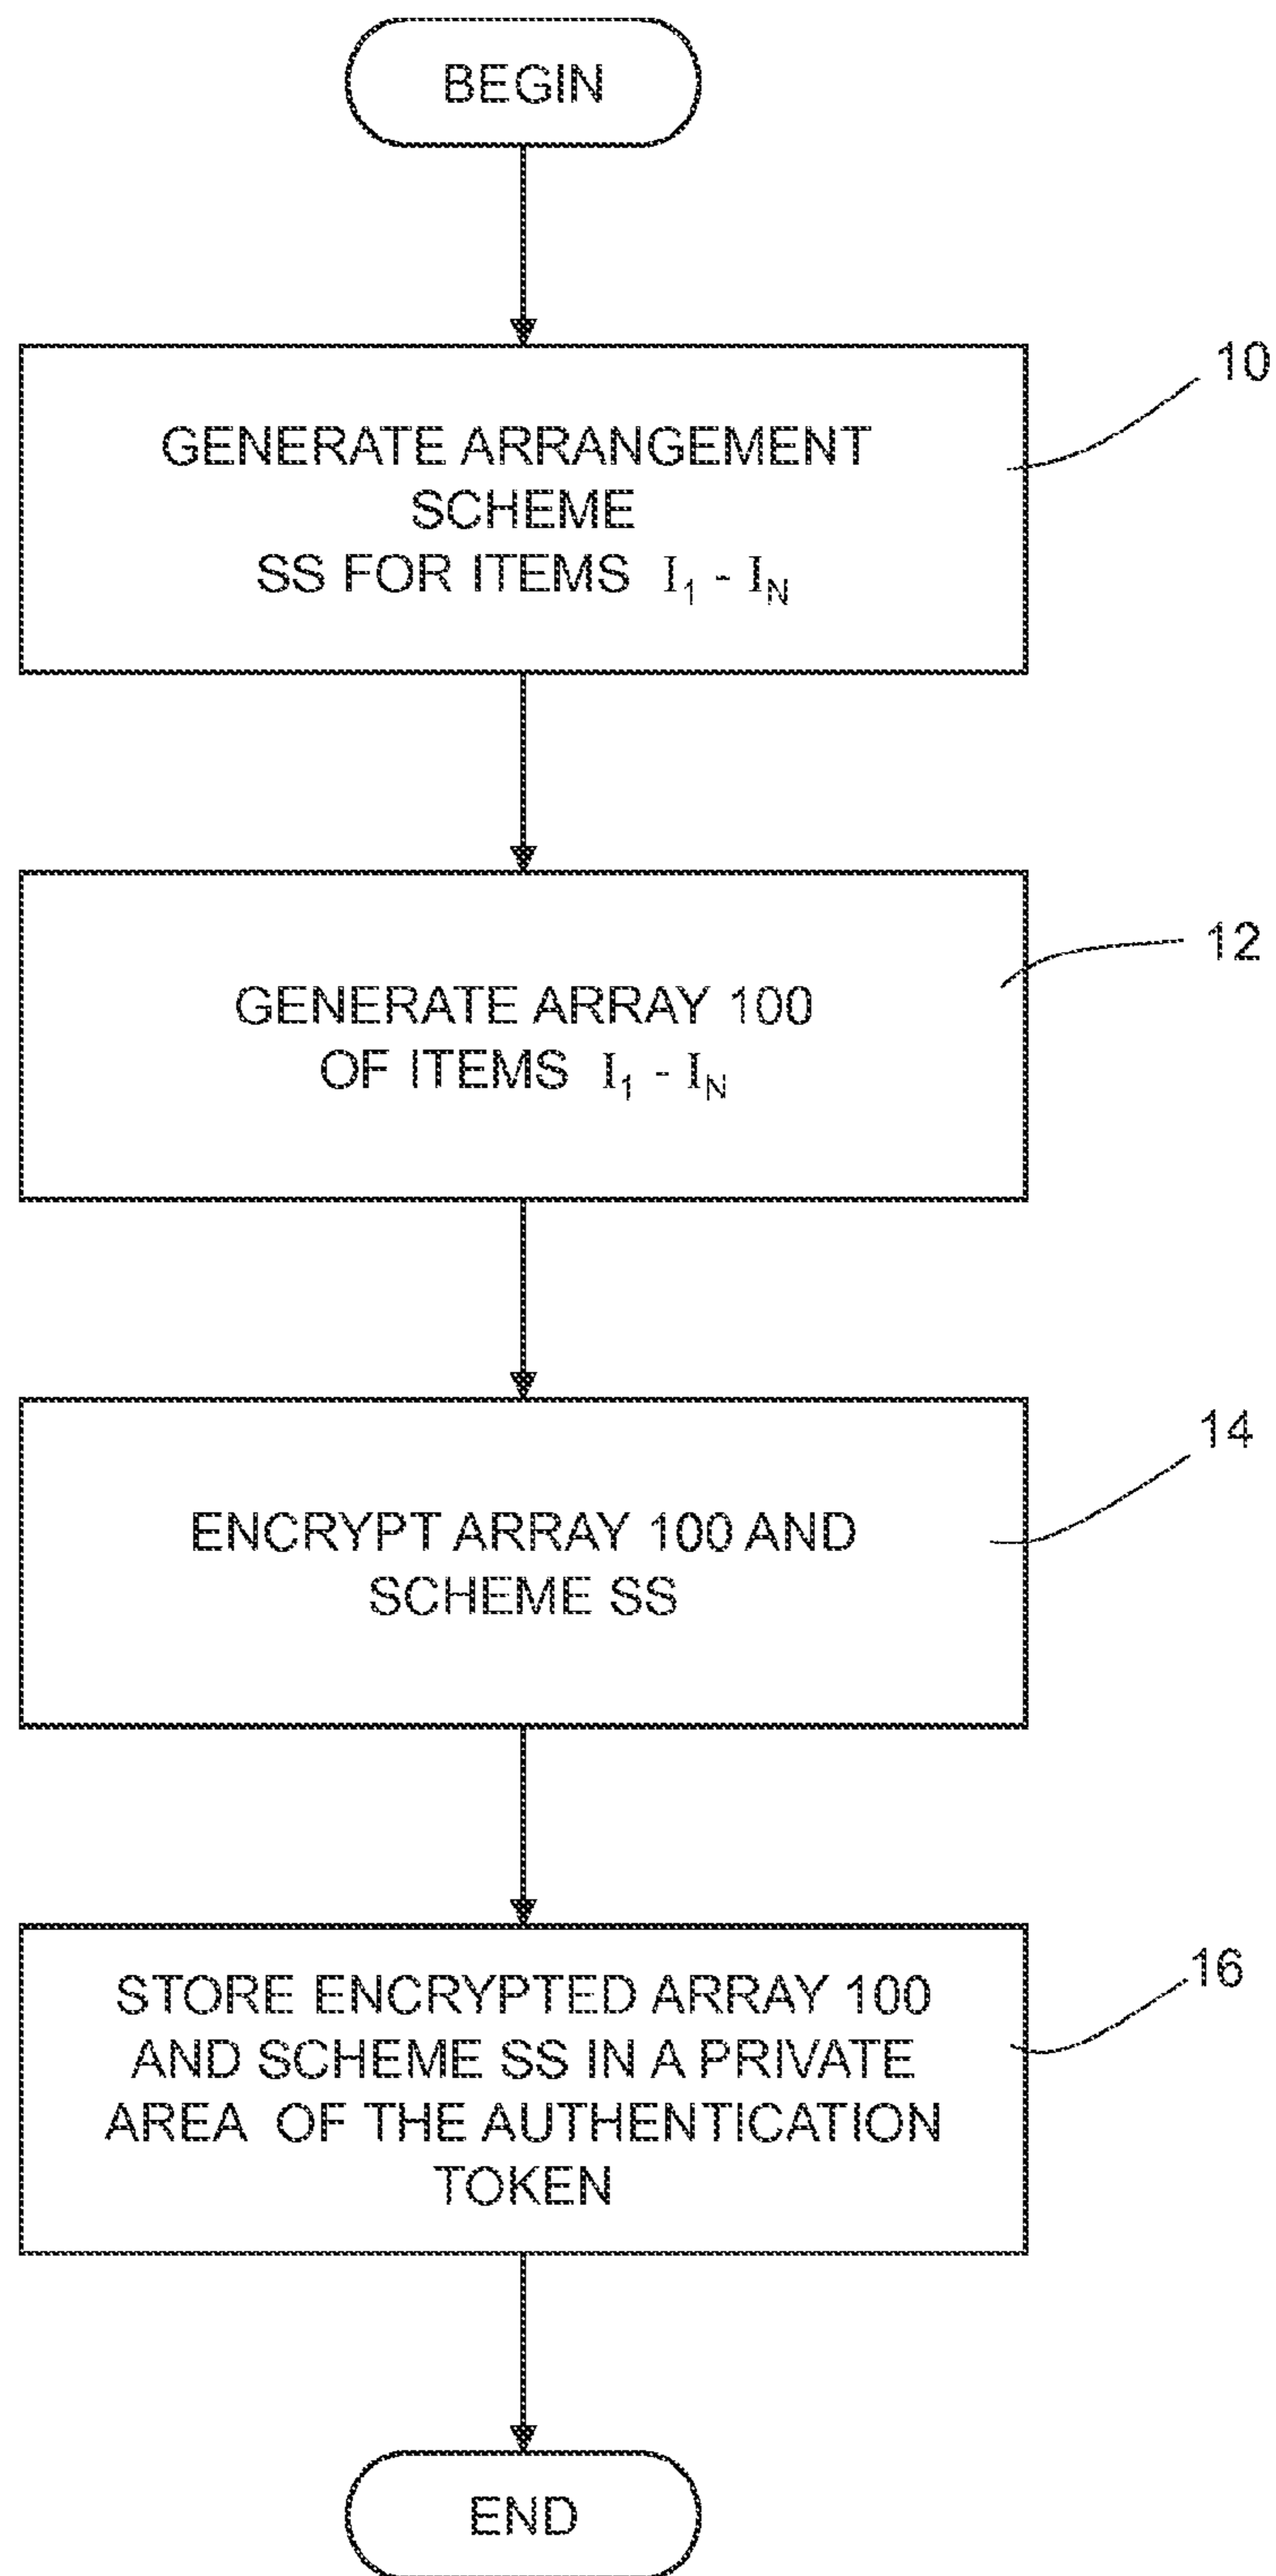 BEGIN
10
GENERATE ARRANGEMENT
SCHEME
SS FOR ITEMS I₁ - I_N
12
GENERATE ARRAY 100
OF ITEMS I₁ - I_N
14
ENCRYPT ARRAY 100 AND
SCHEME SS
16
STORE ENCRYPTED ARRAY 100
AND SCHEME SS IN A PRIVATE
AREA OF THE AUTHENTICATION
TOKEN
END